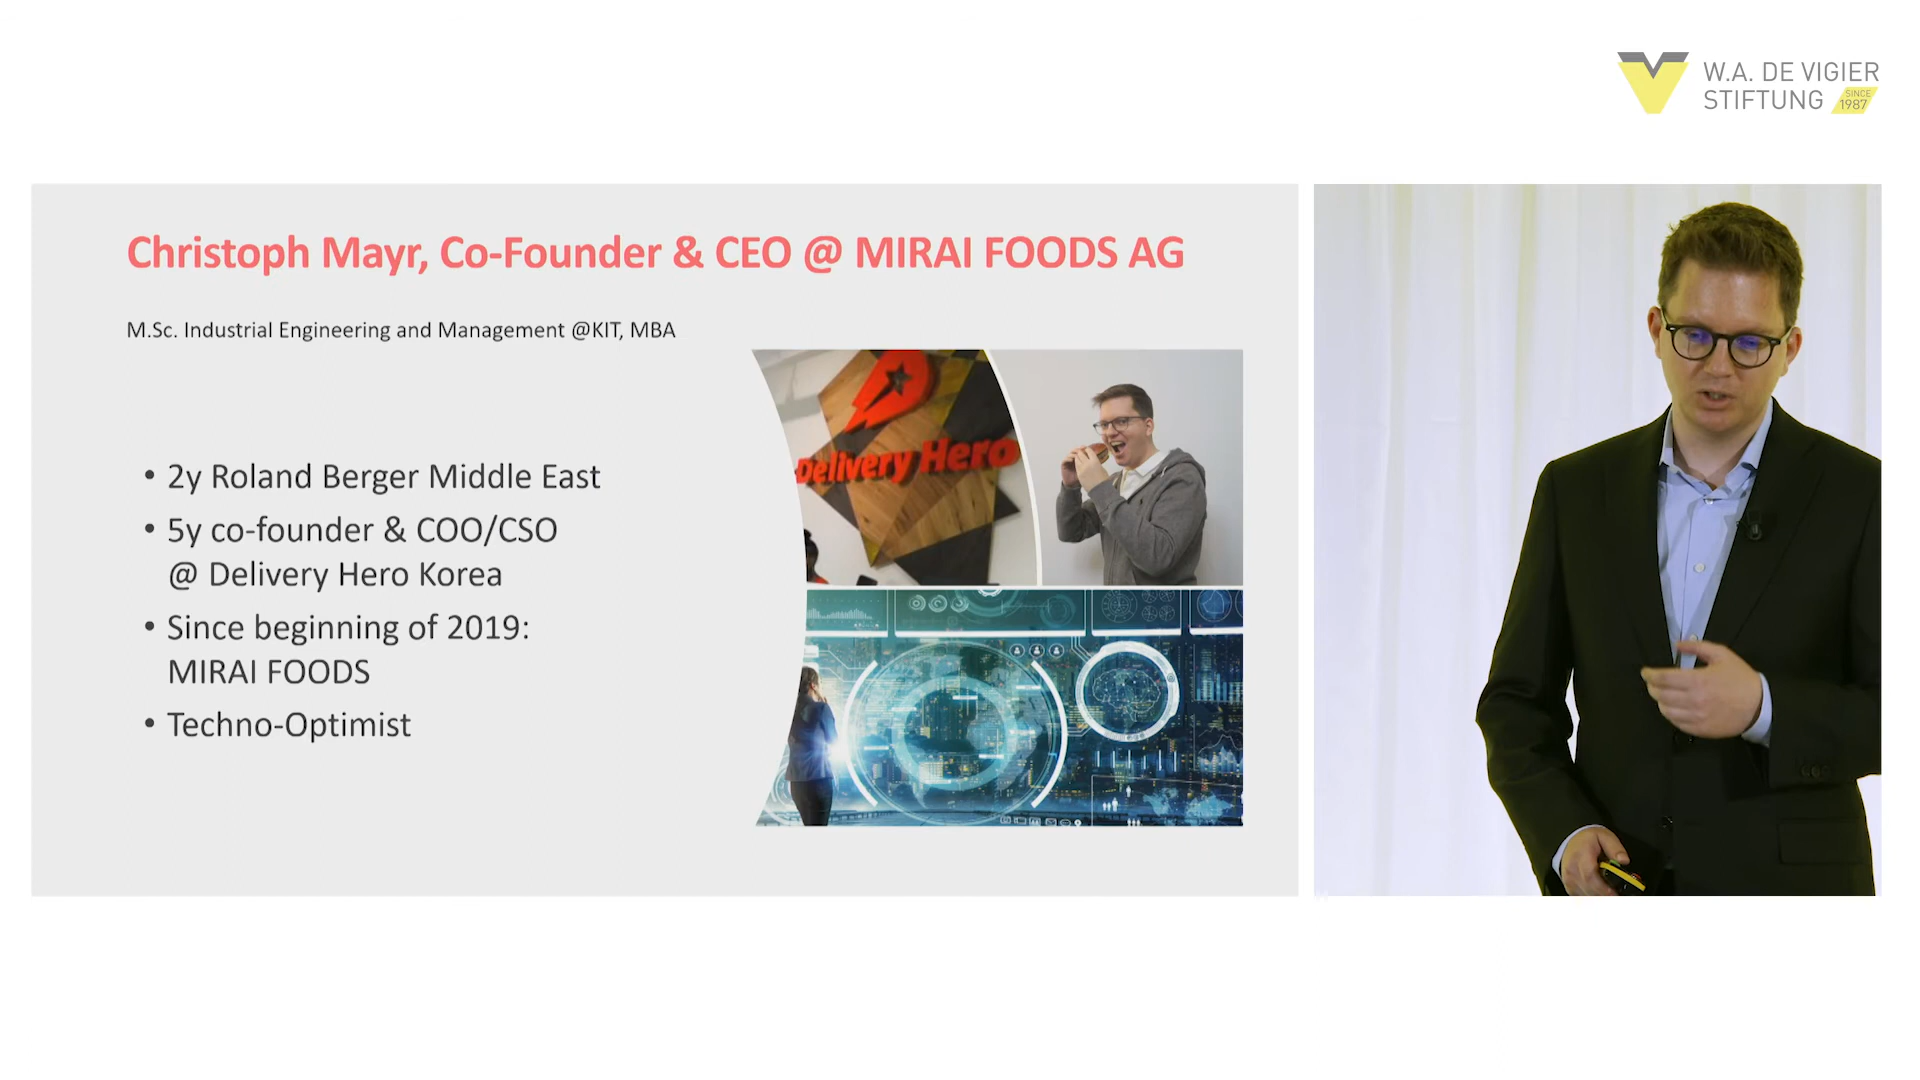 W.A. DE VIGIER
STIFTUNG
SINCE
1987
Christoph Mayr, Co-Founder & CEO @ MIRAI FOODS AG
M.Sc. Industrial Engineering and Management @KIT, MBA
Delivery Hero
• 2y Roland Berger Middle East
• 5y co-founder & COO/CSO
@ Delivery Hero Korea
• Since beginning of 2019:
MIRAI FOODS
• Techno-Optimist